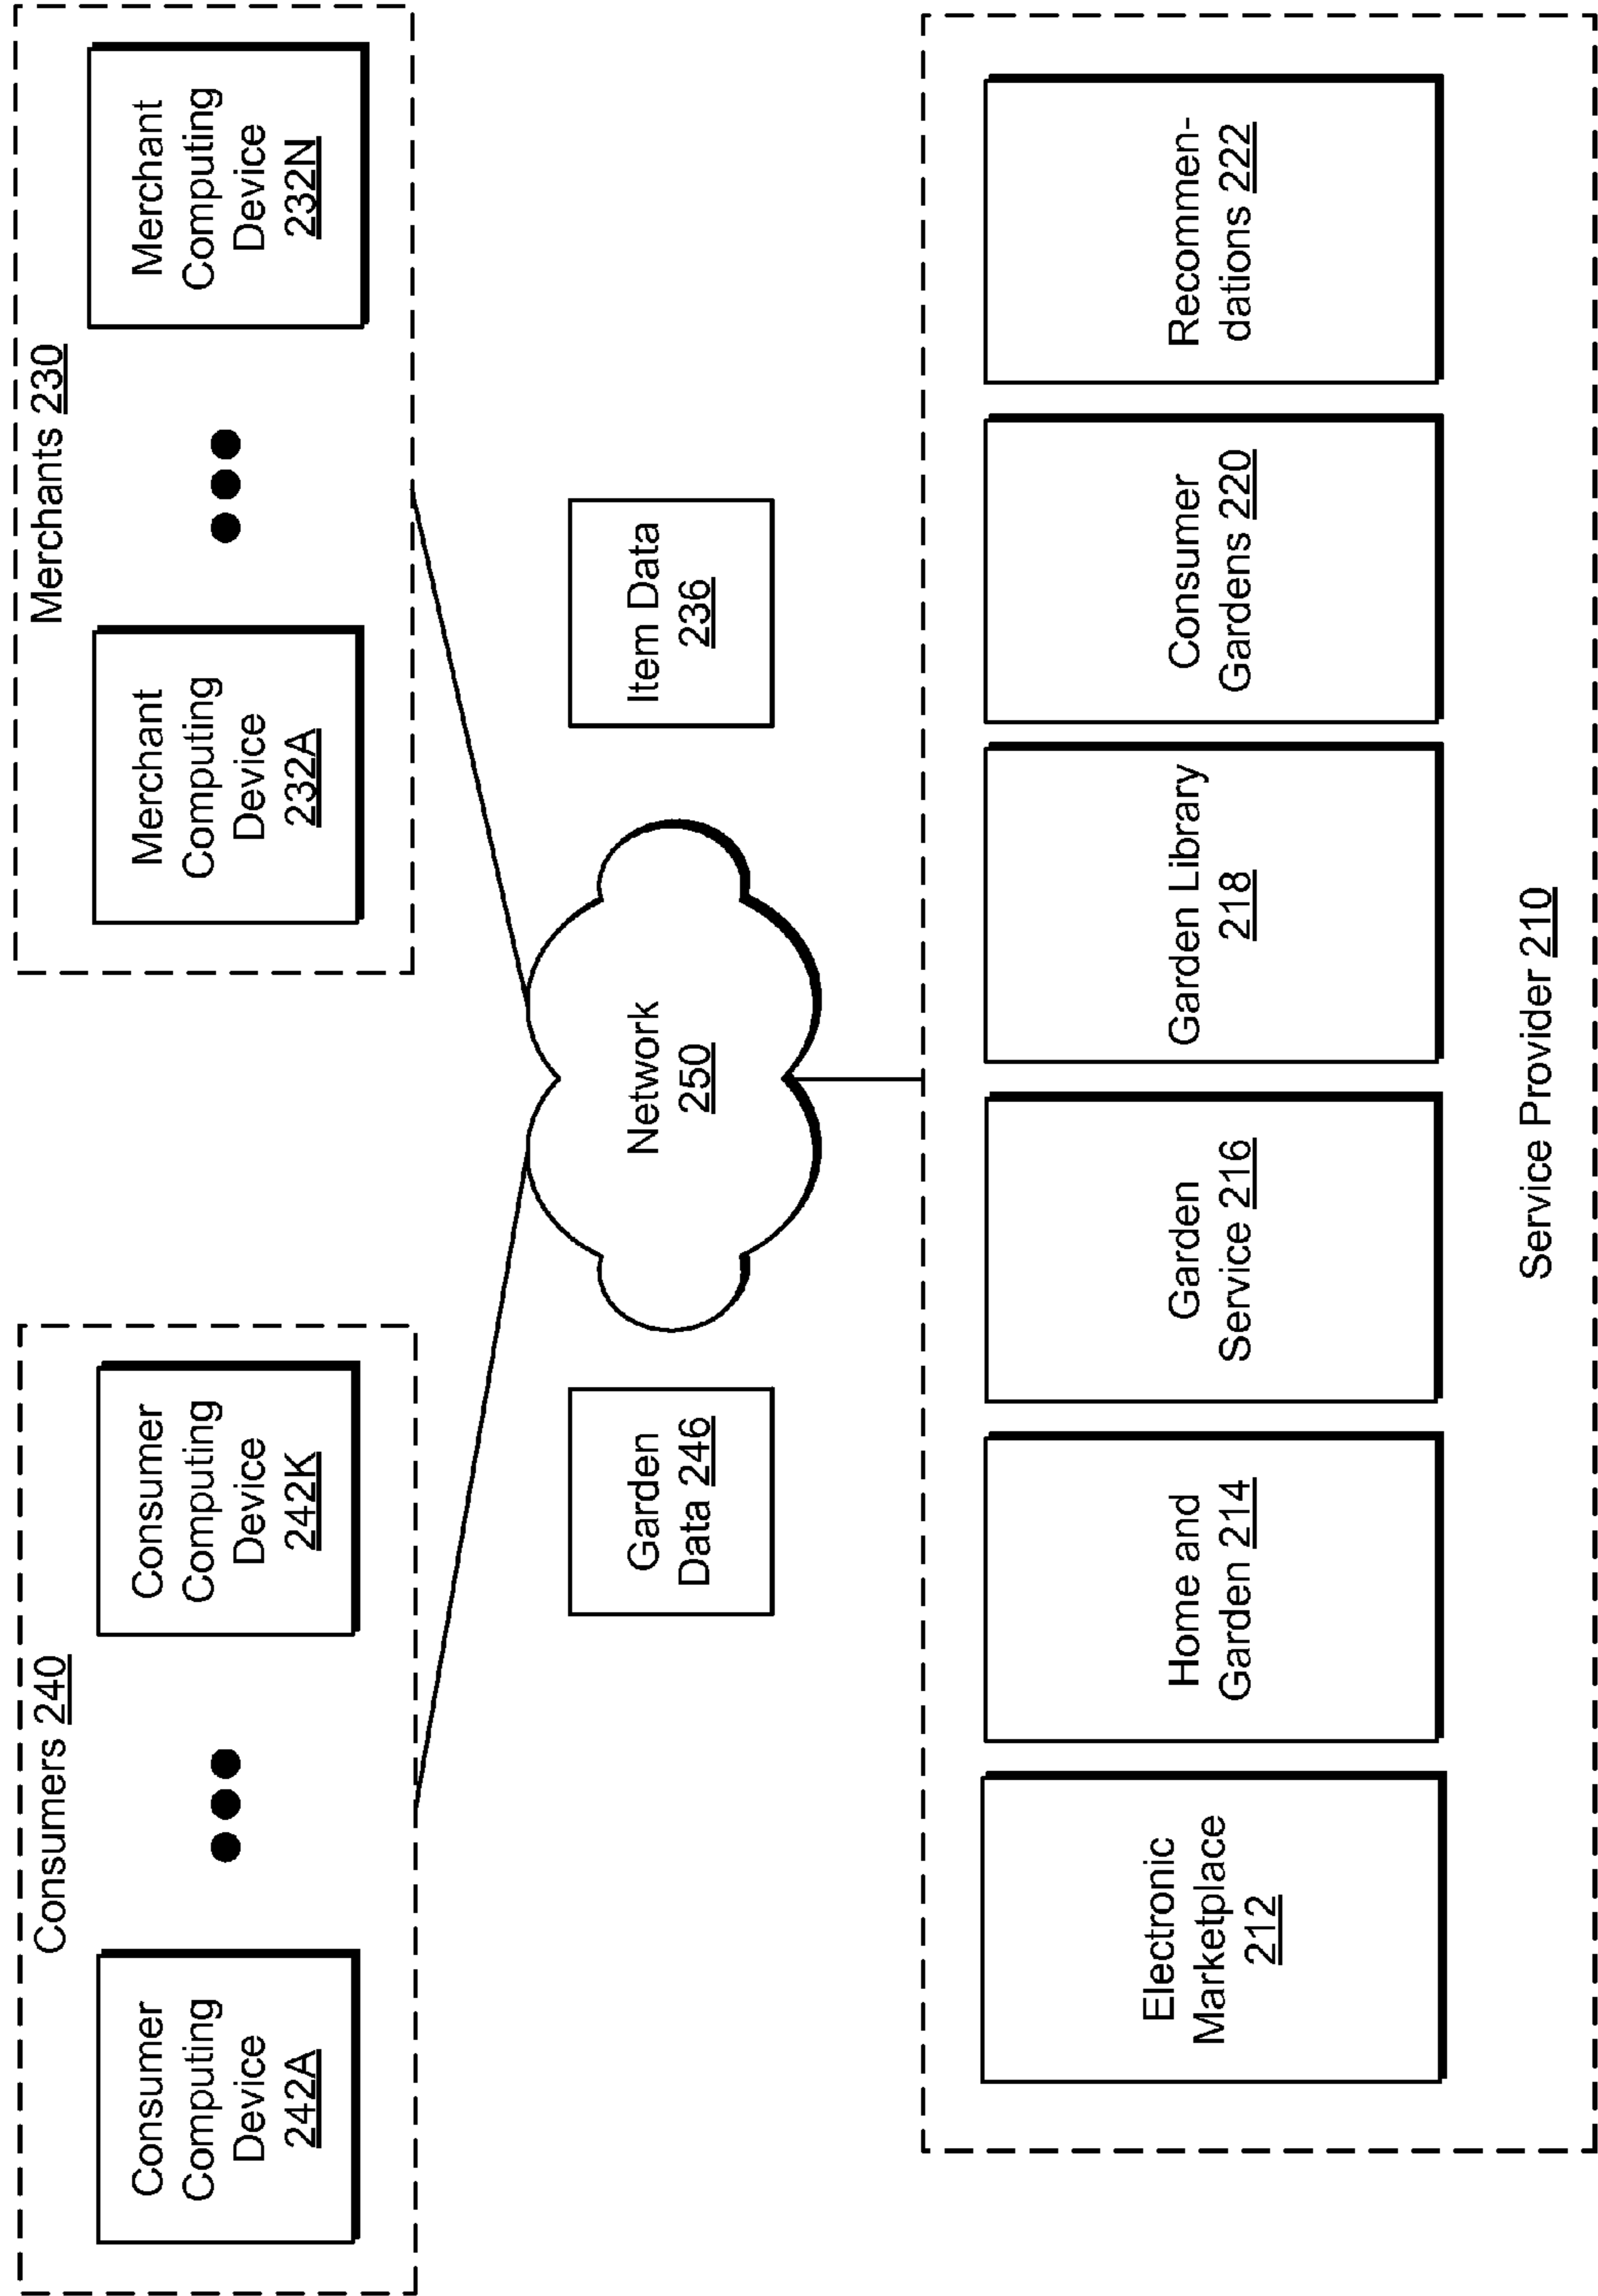 Consumers 240
Consumer
Computing
Device
242A
Consumer
Computing
Device
242K
Merchants 230
Merchant
Computing
Device
232A
Merchant
Computing
Device
232N
Garden
Data 246
Network
250
Item Data
236
Electronic
Marketplace
212
Home and
Garden 214
Garden
Service 216
Garden Library
218
Consumer
Gardens 220
Recommen-
dations 222
Service Provider 210